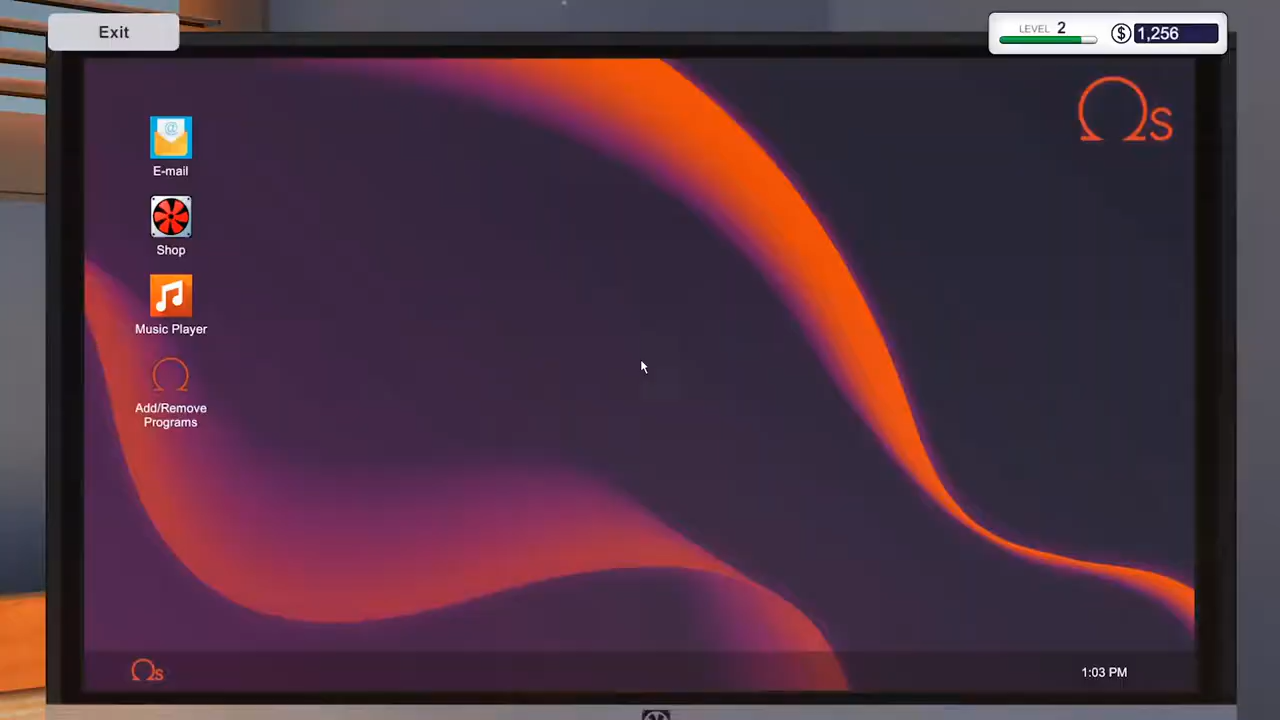 Exit
LEVEL 2
$ 1,256
Ωs
E-mail
Shop
Music Player
Add/Remove
Programs
Ωs
1:03 PM